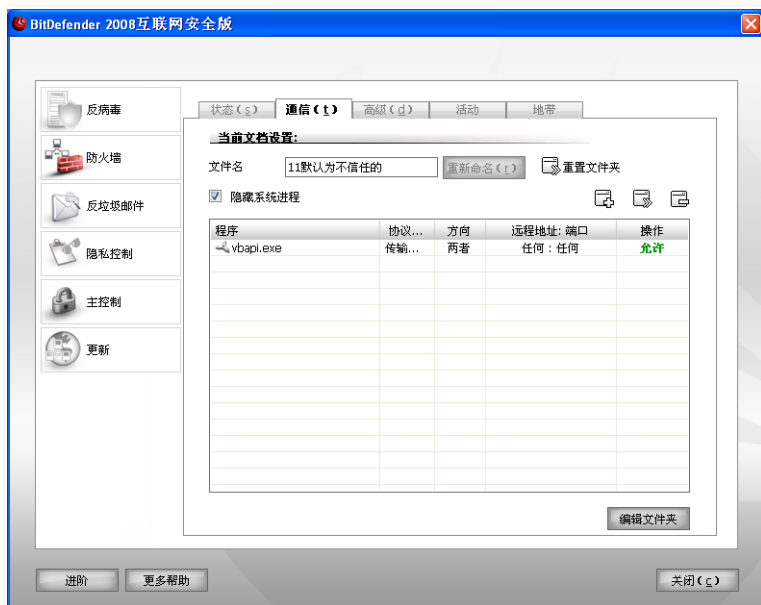 BitDefender 2008互联网安全版
反病毒
防火墙
反垃圾邮件
隐私控制
主控制
更新
状态(s) 通信(t) 高级(d) 活动 地带
当前文档设置:
文件名 11默认为不信任的 重新命名(r) 重置文件夹
隐藏系统进程
程序 协议... 方向 远程地址: 端口 操作
vbapi.exe 传输... 两者 任何 : 任何 允许
编辑文件夹
进阶 更多帮助 关闭(c)